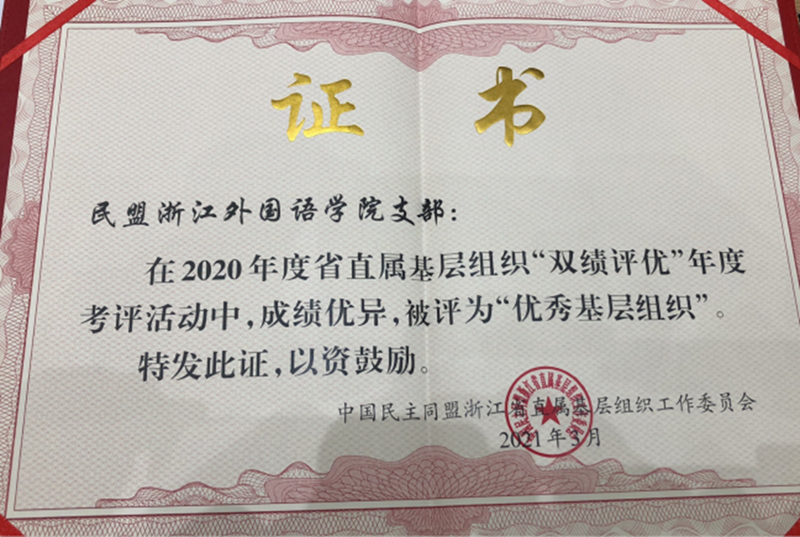 证书
民盟浙江外国语学院支部：
在2020年度省直属基层组织“双绩评优”年度
考评活动中，成绩优异，被评为“优秀基层组织”。
特发此证，以资鼓励。
中国民主同盟浙江省直属基层组织工作委员会
2021年3月